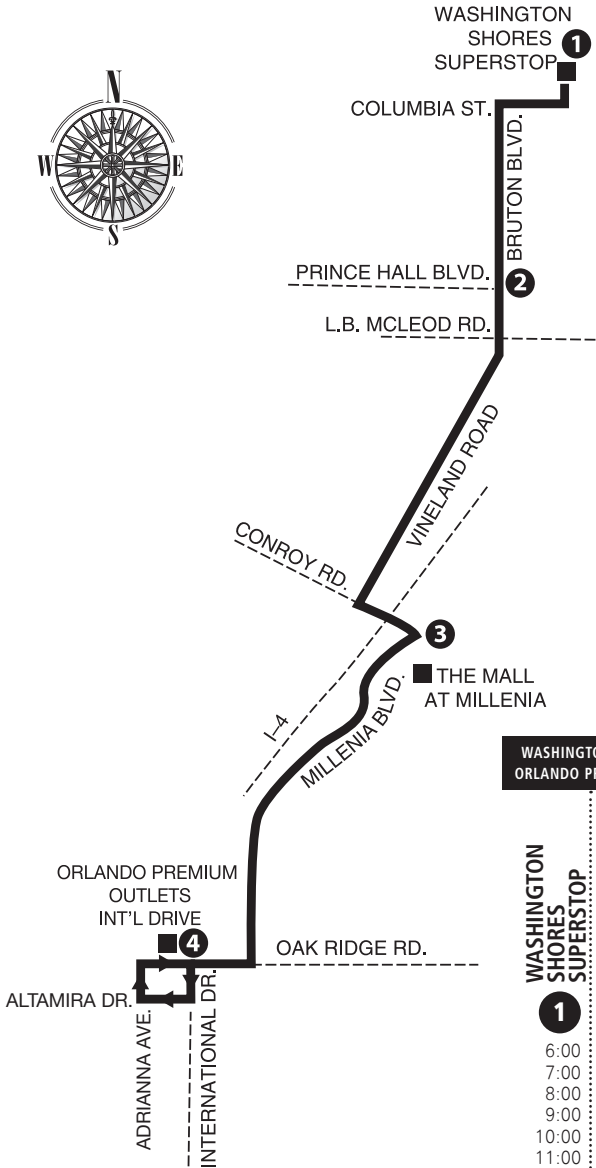 WASHINGTON
SHORES
SUPERSTOP
1
N
W
E
S
COLUMBIA ST.
BRUTON BLVD.
PRINCE HALL BLVD.
2
L.B. MCLEOD RD.
VINELAND ROAD
CONROY RD.
3
THE MALL
AT MILLENIA
I–4
MILLENIA BLVD.
ORLANDO PREMIUM
OUTLETS
INT'L DRIVE
4
OAK RIDGE RD.
ALTAMIRA DR.
ADRIANNA AVE.
INTERNATIONAL DR.
WASHINGTO
ORLANDO PR
WASHINGTON
SHORES
SUPERSTOP
1
6:00
7:00
8:00
9:00
10:00
11:00